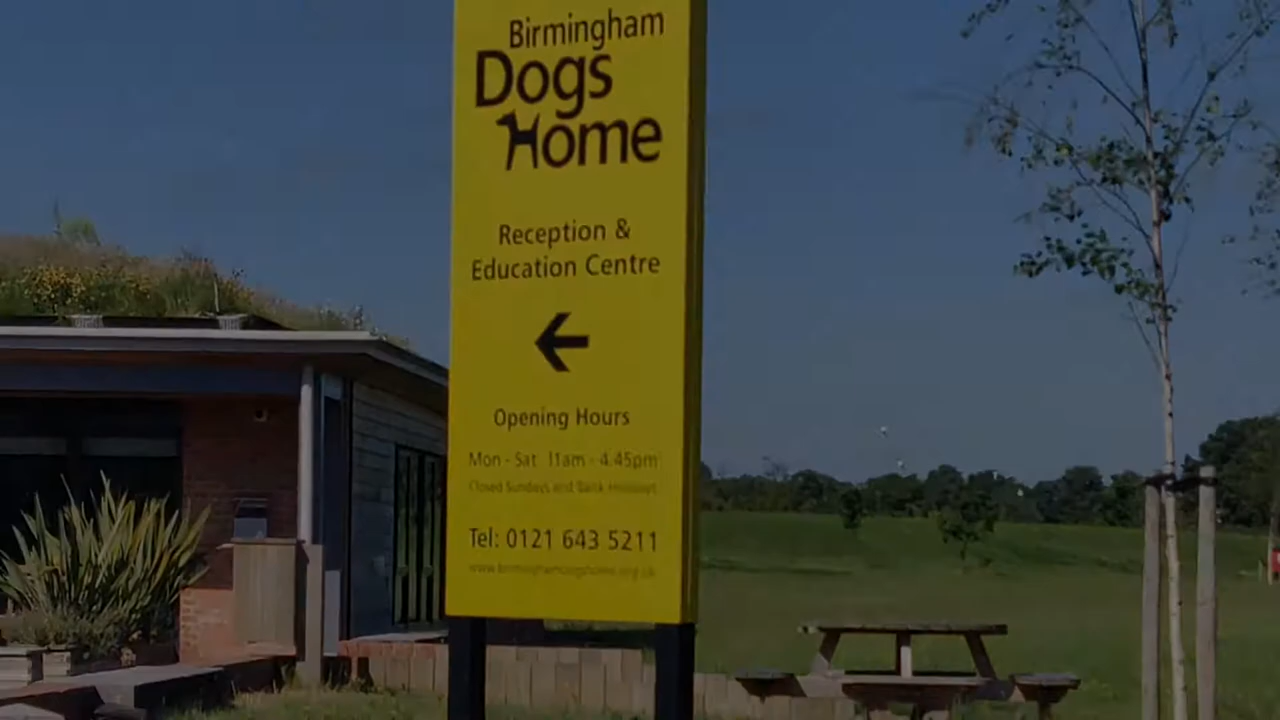 Birmingham
Dogs
Home
Reception &
Education Centre
Opening Hours
Mon - Sat 11am - 4.45pm
Closed Sundays and Bank Holidays
Tel: 0121 643 5211
www.birminghamdogshome.org.uk